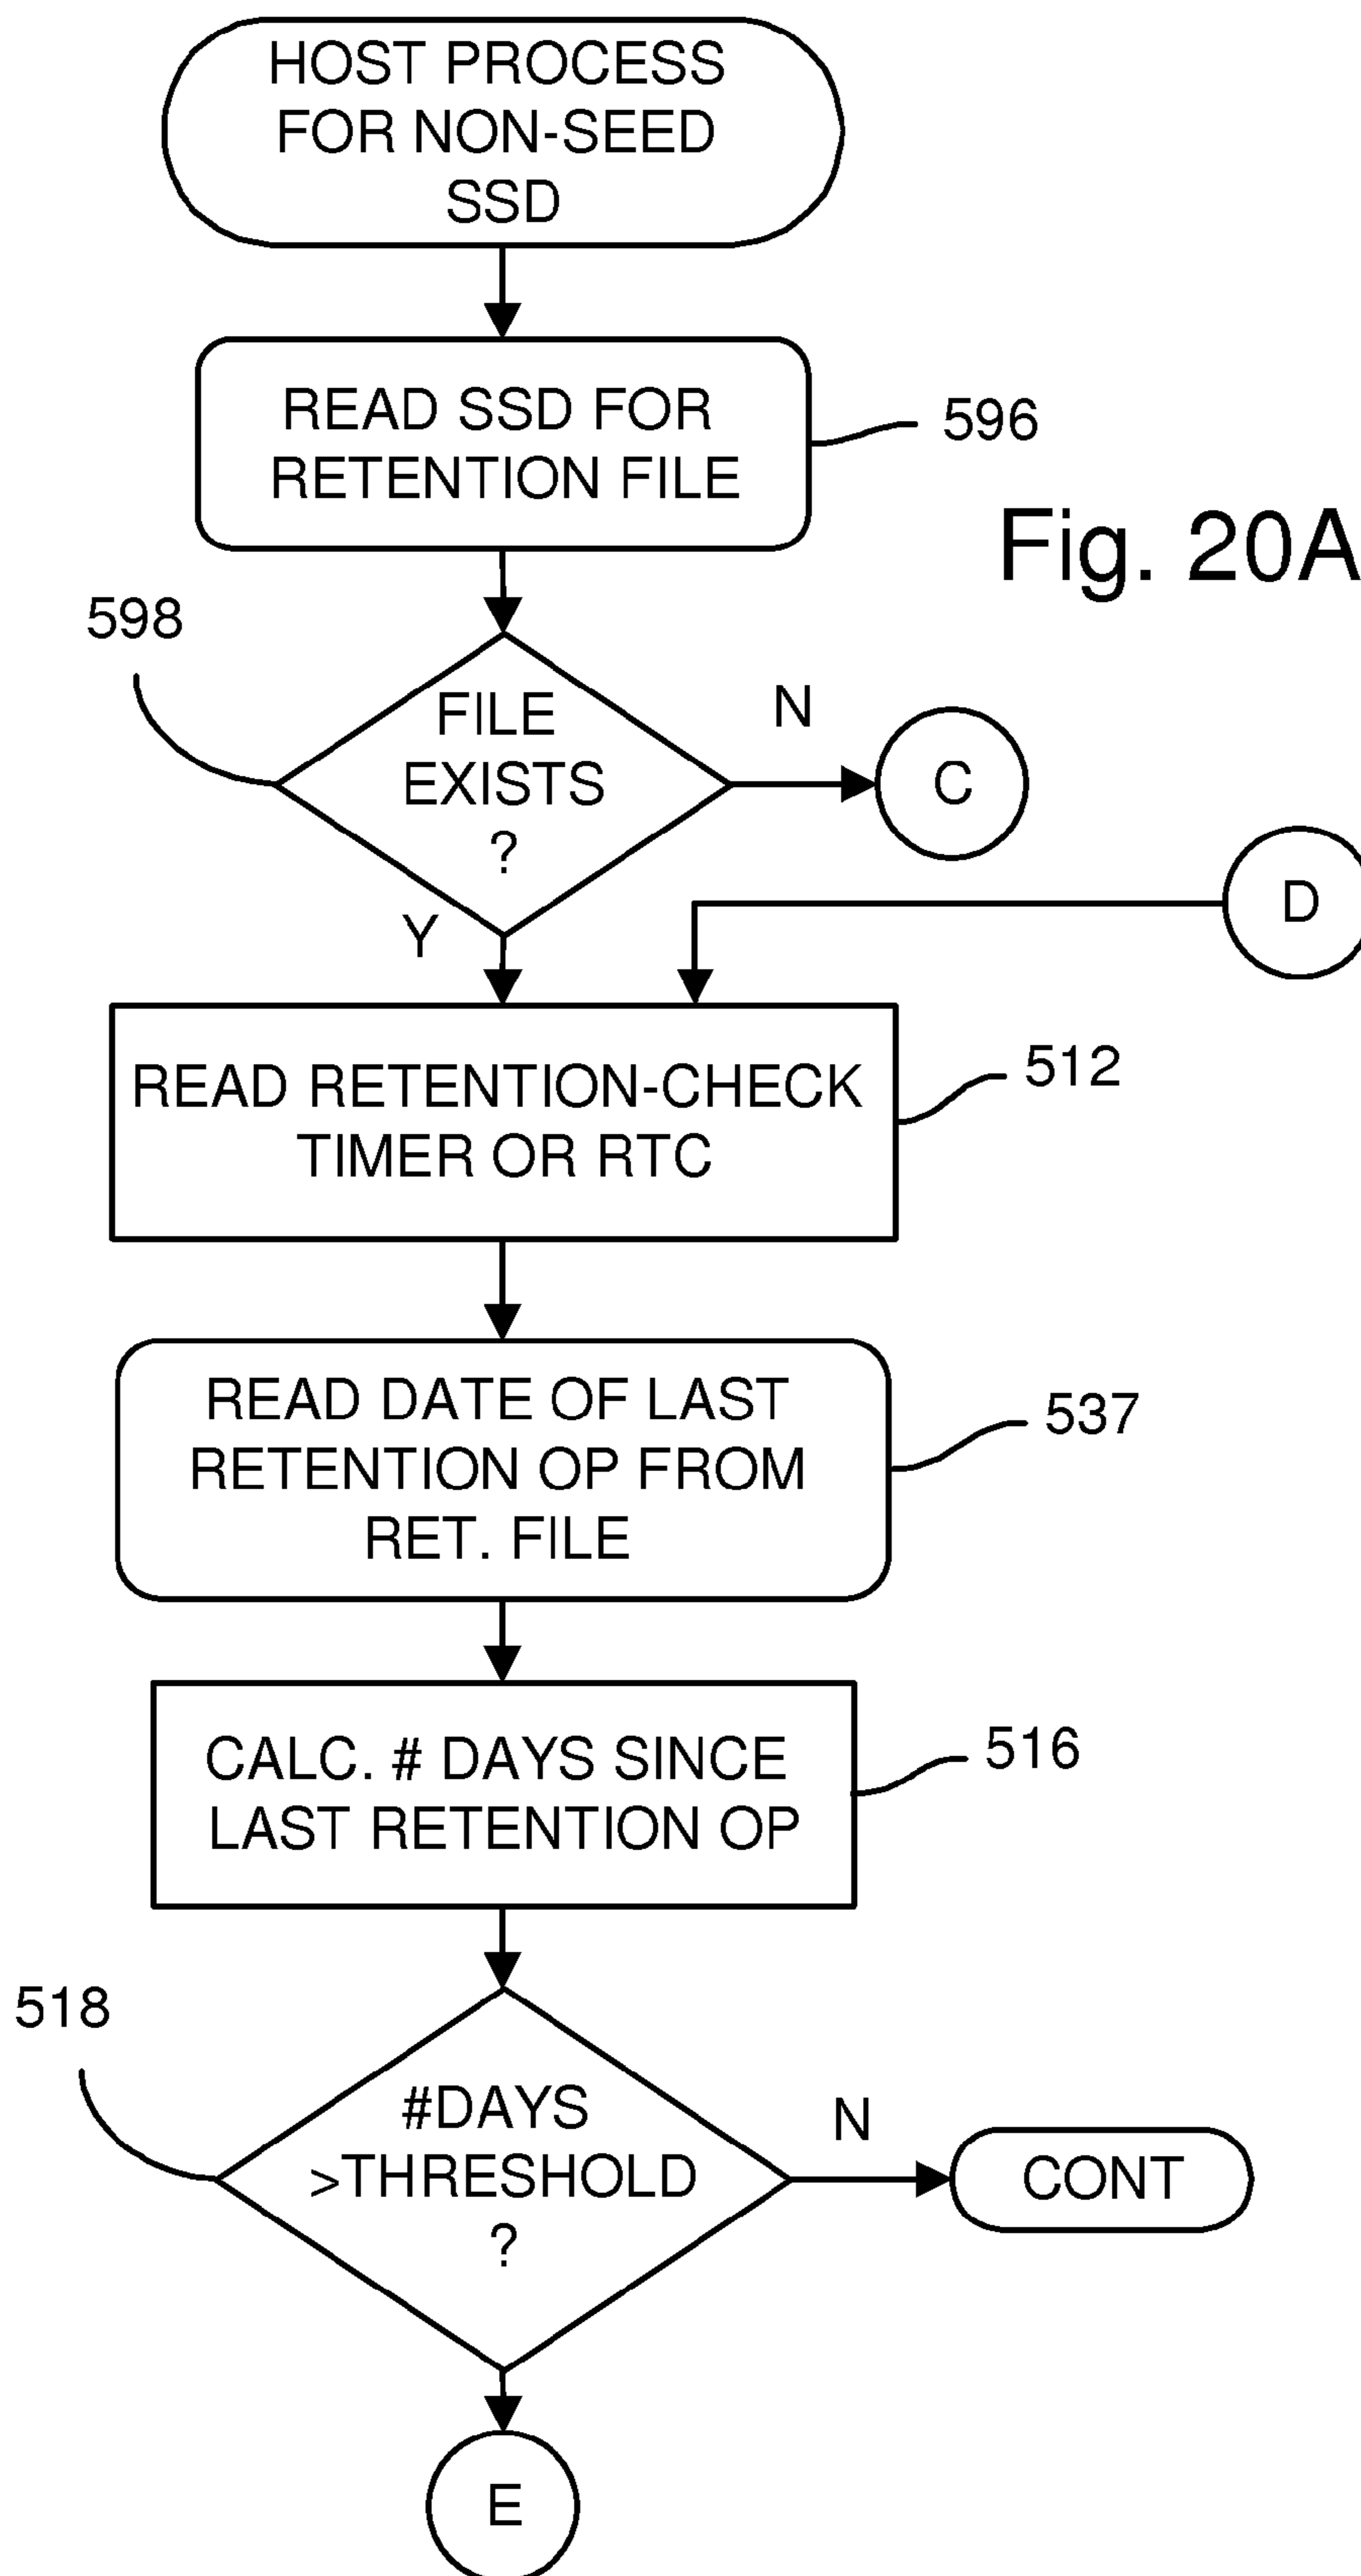 HOST PROCESS
FOR NON-SEED
SSD
READ SSD FOR
RETENTION FILE
596
Fig. 20A
598
FILE
EXISTS
?
N
C
D
Y
READ RETENTION-CHECK
TIMER OR RTC
512
READ DATE OF LAST
RETENTION OP FROM
RET. FILE
537
CALC. # DAYS SINCE
LAST RETENTION OP
516
518
#DAYS
>THRESHOLD
?
N
CONT
E